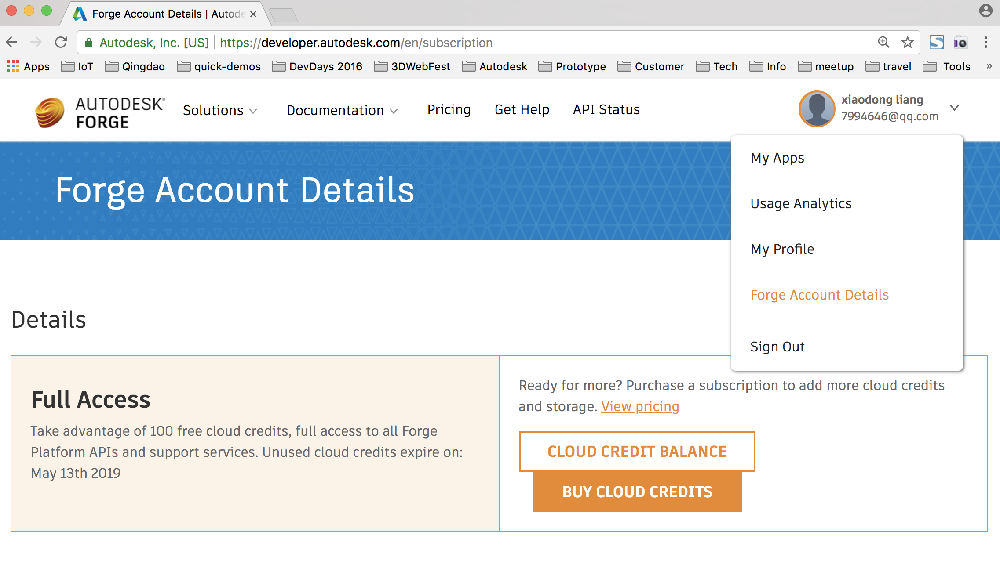 Forge Account Details | Autode
Autodesk, Inc. [US] https://developer.autodesk.com/en/subscription
Apps IoT Qingdao quick-demos DevDays 2016 3DWebFest Autodesk Prototype Customer Tech Info meetup travel Tools »
AUTODESK®
FORGE
Solutions Documentation Pricing Get Help API Status
xiaodong liang
7994646@qq.com
My Apps
Usage Analytics
My Profile
Forge Account Details
Sign Out
Forge Account Details
Details
Full Access
Take advantage of 100 free cloud credits, full access to all Forge
Platform APIs and support services. Unused cloud credits expire on:
May 13th 2019
Ready for more? Purchase a subscription to add more cloud credits
and storage. View pricing
CLOUD CREDIT BALANCE
BUY CLOUD CREDITS